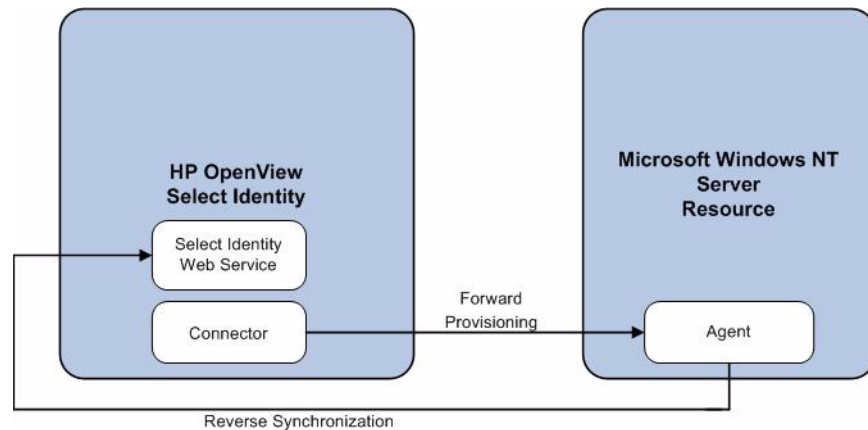 HP OpenView
Select Identity
Select Identity
Web Service
Connector
Forward
Provisioning
Microsoft Windows NT
Server
Resource
Agent
Reverse Synchronization